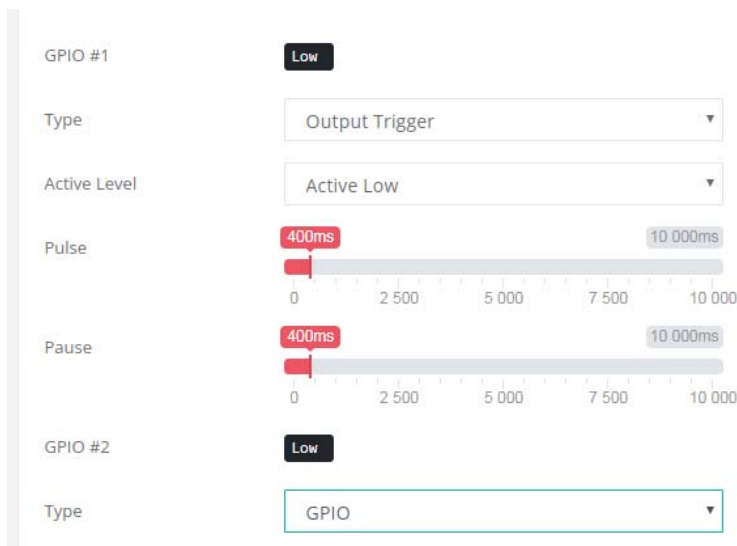 GPIO #1 Low
Type Output Trigger
Active Level Active Low
Pulse 400ms 10 000ms
0 2 500 5 000 7 500 10 000
Pause 400ms 10 000ms
0 2 500 5 000 7 500 10 000
GPIO #2 Low
Type GPIO